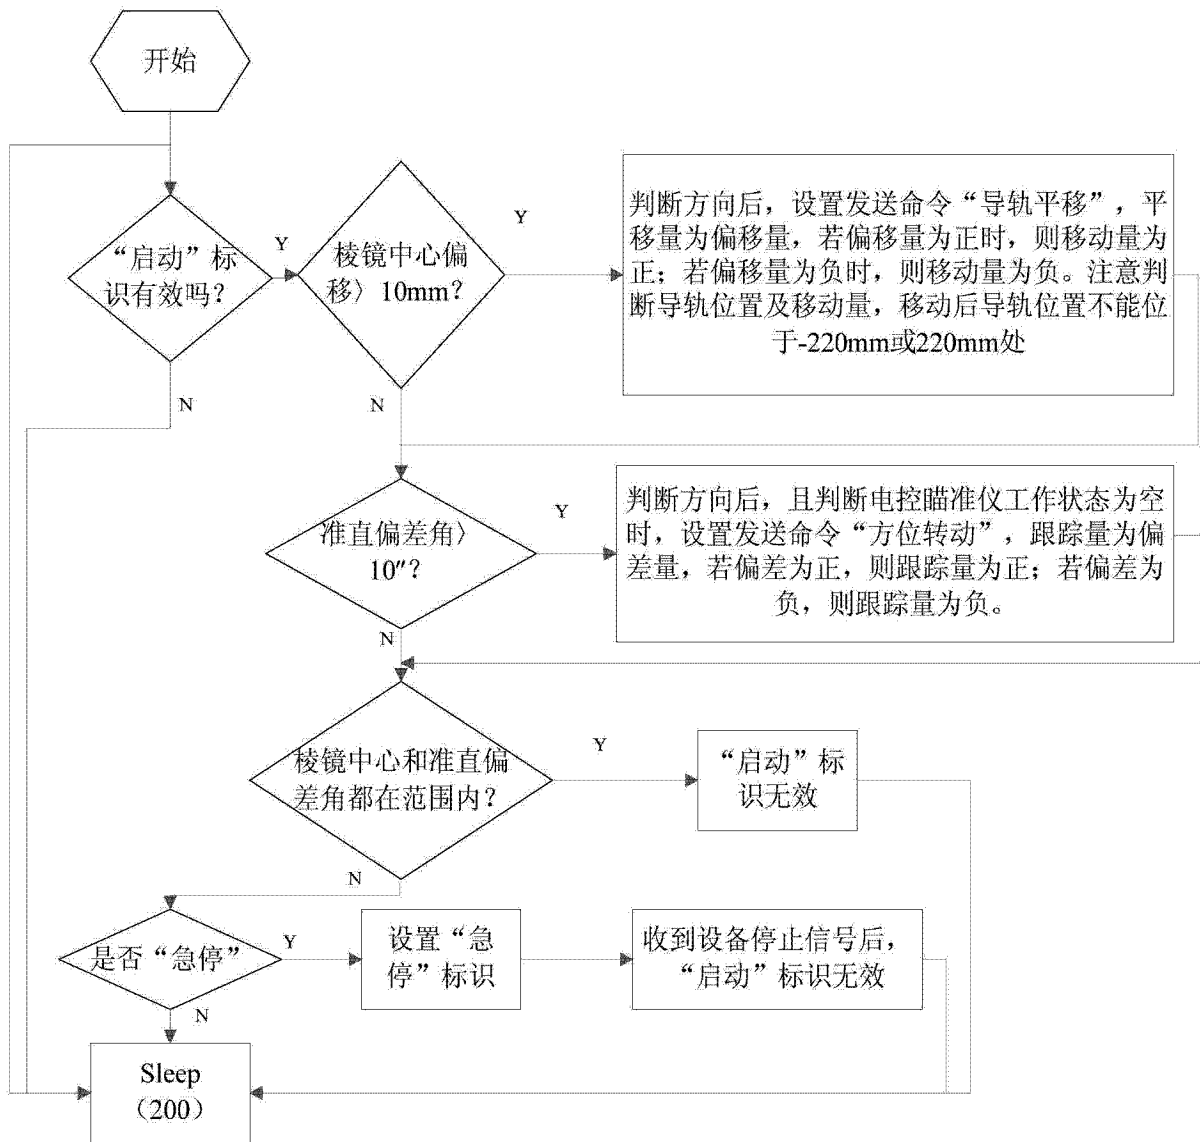 开始
“启动”标
识有效吗？
Y
N
棱镜中心偏
移〉10mm？
Y
N
判断方向后，设置发送命令“导轨平移”，平
移量为偏移量，若偏移量为正时，则移动量为
正；若偏移量为负时，则移动量为负。注意判
断导轨位置及移动量，移动后导轨位置不能位
于-220mm或220mm处
准直偏差角〉
10″？
Y
N
判断方向后，且判断电控瞄准仪工作状态为空
时，设置发送命令“方位转动”，跟踪量为偏
差量，若偏差为正，则跟踪量为正；若偏差为
负，则跟踪量为负。
棱镜中心和准直偏
差角都在范围内？
Y
N
“启动”标
识无效
是否“急停”
Y
N
设置“急
停”标识
收到设备停止信号后，
“启动”标识无效
Sleep
（200）